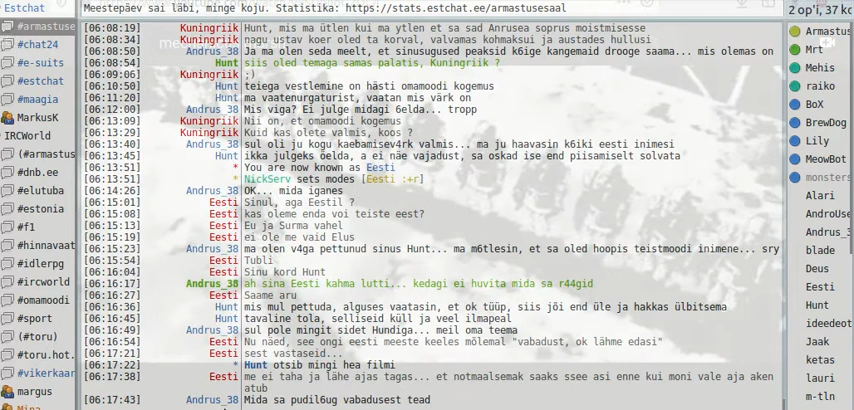 Estchat
Meestepäev sai läbi, minge koju. Statistika: https://stats.estchat.ee/armastusesaal
2 op'i, 37 kc
#armastuse
#chat24
#e-suits
#estchat
#maagia
MarkusK
IRCWorld
(#armastus
#dnb.ee
#elutuba
#estonia
#f1
#hinnavaat
#idlerpg
#ircworld
#omamoodi
#sport
(#toru)
#toru.hot.
#vikerkaar
margus
[06:08:19] Kuningriik Hunt, mis ma ütlen kui ma ytlen et sa sad Anrusea soprus moistmisesse
[06:08:34] Kuningriik nagu ustav koer oled ta korval, valvamas kohmaksui ja austades hullusi
[06:08:50] Andrus_38 Ja ma olen seda meelt, et sinusugused peaksid k6ige kangemaid drooge saama... mis olemas on
[06:08:54] Hunt siis oled temaga samas palatis, Kuningriik ?
[06:09:06] Kuningriik ;)
[06:10:50] Hunt teiega vestlemine on hästi omamoodi kogemus
[06:11:20] Hunt ma vaatenurgaturist, vaatan mis värk on
[06:12:00] Andrus_38 Mis viga? Ei julge midagi 6elda... tropp
[06:13:09] Kuningriik Nii on, et omamoodi kogemus
[06:13:29] Kuningriik Kuid kas olete valmis, koos ?
[06:13:40] Andrus_38 sul oli ju kogu kaebamisev4rk valmis... ma ju haavasin k6iki eesti inimesi
[06:13:45] Hunt ikka julgeks öelda, a ei näe vajadust, sa oskad ise end piisamiselt solvata
[06:13:51] * You are now known as Eesti
[06:13:51] * NickServ sets modes [Eesti :+r]
[06:14:26] Andrus_38 OK... mida iganes
[06:15:01] Eesti Sinul, aga Eestil ?
[06:15:08] Eesti kas oleme enda voi teiste eest?
[06:15:13] Eesti Eu ja Surma vahel
[06:15:19] Eesti ei ole me vaid Elus
[06:15:23] Andrus_38 ma olen v4ga pettunud sinus Hunt... ma m6tlesin, et sa oled hoopis teistmoodi inimene... sry
[06:15:54] Eesti Tubli
[06:16:04] Eesti Sinu kord Hunt
[06:16:17] Andrus_38 ah sina Eesti kahma lutti... kedagi ei huvita mida sa r44gid
[06:16:27] Eesti Saame aru
[06:16:36] Hunt mis mul pettuda, alguses vaatasin, et ok tüüp, siis jõi end üle ja hakkas ülbitsema
[06:16:45] Hunt tavaline tola, selliseid küll ja veel ilmapeal
[06:16:49] Andrus_38 sul pole mingit sidet Hundiga... meil oma teema
[06:16:54] Eesti Nu näed, see ongi eesti meeste keeles mõlemal "vabadust, ok lähme edasi"
[06:17:21] Eesti sest vastaseid...
[06:17:22] * Hunt otsib mingi hea filmi
[06:17:38] Eesti me ei taha ja lähe ajas tagas... et notmaalsemak saaks ssee asi enne kui moni vale aja aken
atub
[06:17:43] Andrus_38 Mida sa pudil6ug vabadusest tead
Armastus
Mrt
Mehis
raiko
BoX
BrewDog
Lily
MeowBot
monsters
Alari
AndroUse
Andrus_3
blade
Deus
Eesti
Hunt
ideedeot
Jaak
ketas
lauri
m-tln